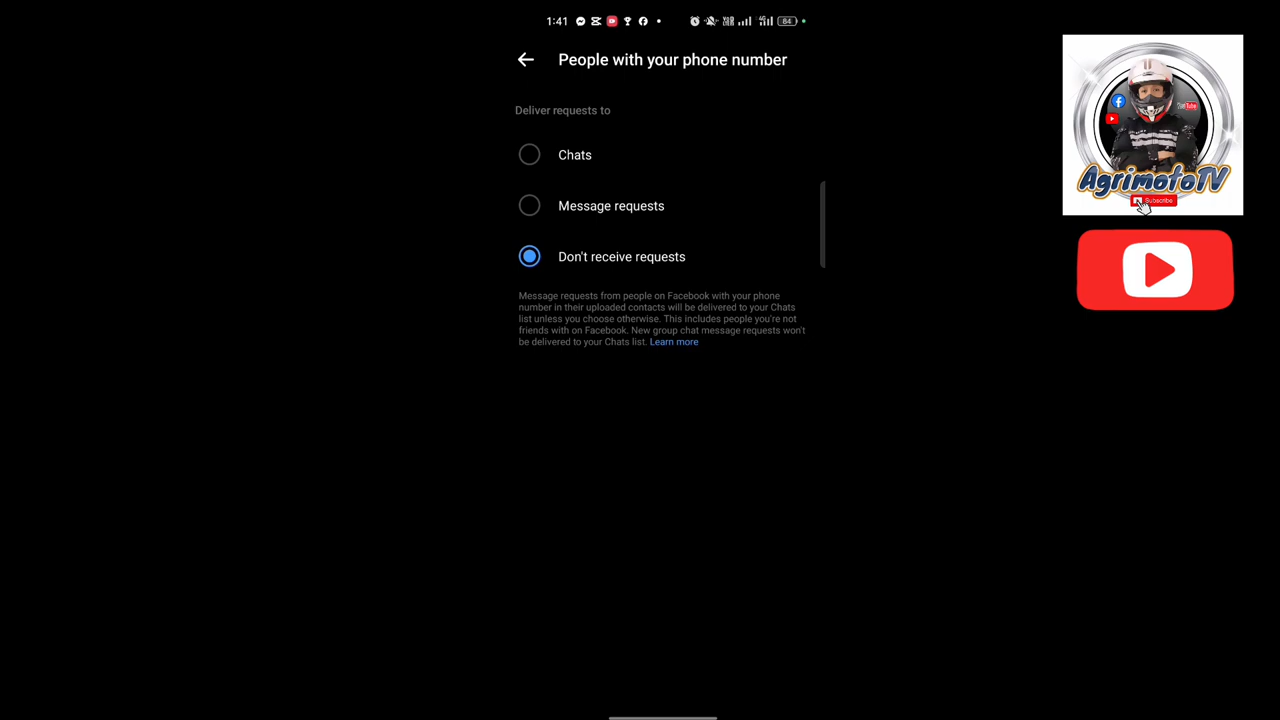 1:41
84
People with your phone number
Deliver requests to
Chats
Message requests
Don't receive requests
Message requests from people on Facebook with your phone
number in their uploaded contacts will be delivered to your Chats
list unless you choose otherwise. This includes people you're not
friends with on Facebook. New group chat message requests won't
be delivered to your Chats list. Learn more
YouTube
AgrimotoTV
Subscribe